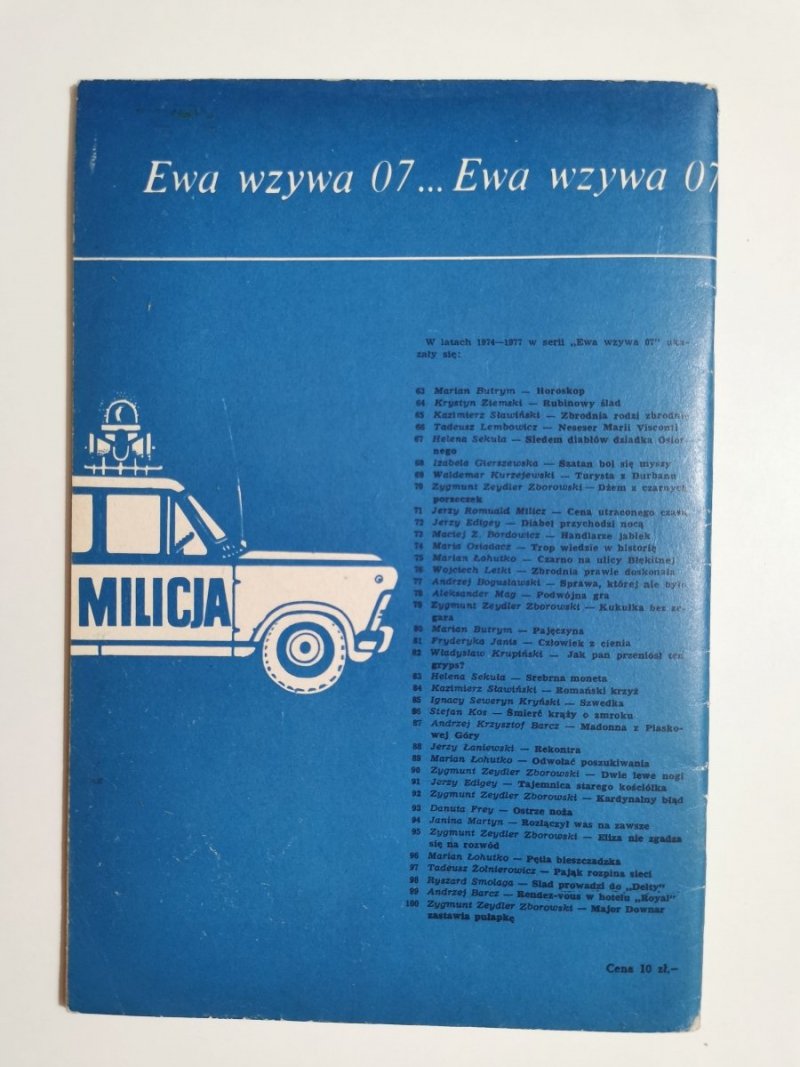 Ewa wzywa 07... Ewa wzywa 07
W latach 1974—1977 w serii „Ewa wzywa 07" uka-
zały się:
63 Marian Butrym — Horoskop
64 Krystyn Ziemski — Rubinowy ślad
65 Kazimierz Sławiński — Zbrodnia rodzi zbrodnię
66 Tadeusz Lembowicz — Neseser Marii Visconti
67 Helena Sekuła — Siedem diabłów dziadka Osior-
nego
68 Izabela Gierszewska — Szatan boi się myszy
69 Waldemar Kurzejewski — Turysta z Durbanu
70 Zygmunt Zeydler Zborowski — Dżem z czarnych
porzeczek
71 Jerzy Romuald Milicz — Cena utraconego czasu
72 Jerzy Edigey — Diabeł przychodzi nocą
73 Maciej Z. Bordowicz — Handlarze jabłek
74 Maria Osiadacz — Trop wiedzie w historię
75 Marian Łohutko — Czarno na ulicy Błękitnej
76 Wojciech Letki — Zbrodnia prawie doskonała
77 Andrzej Bogusławski — Sprawa, której nie było
78 Aleksander Mag — Podwójna gra
79 Zygmunt Zeydler Zborowski — Kukułka bez ze-
gara
80 Marian Butrym — Pajęczyna
81 Fryderyka Janis — Człowiek z cienia
82 Władysław Krupiński — Jak pan przeniósł ten
gryps?
83 Helena Sekuła — Srebrna moneta
84 Kazimierz Sławiński — Romański krzyż
85 Ignacy Seweryn Kryński — Szwedka
86 Stefan Kos — Śmierć krąży o zmroku
87 Andrzej Krzysztof Barcz — Madonna z Piasko-
wej Góry
88 Jerzy Łaniewski — Rekontra
89 Marian Łohutko — Odwołać poszukiwania
90 Zygmunt Zeydler Zborowski — Dwie lewe nogi
91 Jerzy Edigey — Tajemnica starego kościółka
92 Zygmunt Zeydler Zborowski — Kardynalny błąd
93 Danuta Frey — Ostrze noża
94 Janina Martyn — Rozłączył was na zawsze
95 Zygmunt Zeydler Zborowski — Eliza nie zgadza
się na rozwód
96 Marian Łohutko — Pętla bieszczadzka
97 Tadeusz Żołnierowicz — Pająk rozpina sieci
98 Ryszard Smolaga — Ślad prowadzi do „Delty"
99 Andrzej Barcz — Rendez-vous w hotelu „Royal"
100 Zygmunt Zeydler Zborowski — Major Downar
zastawia pułapkę
MILICJA
Cena 10 zł.—